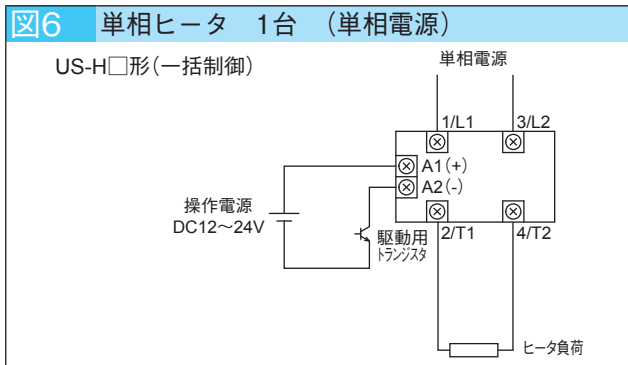 図6 単相ヒータ 1台 （単相電源）
US-H□形（一括制御）
単相電源
1/L1 3/L2
A1（+）
A2（-）
操作電源
DC12～24V
駆動用
トランジスタ
2/T1 4/T2
ヒータ負荷